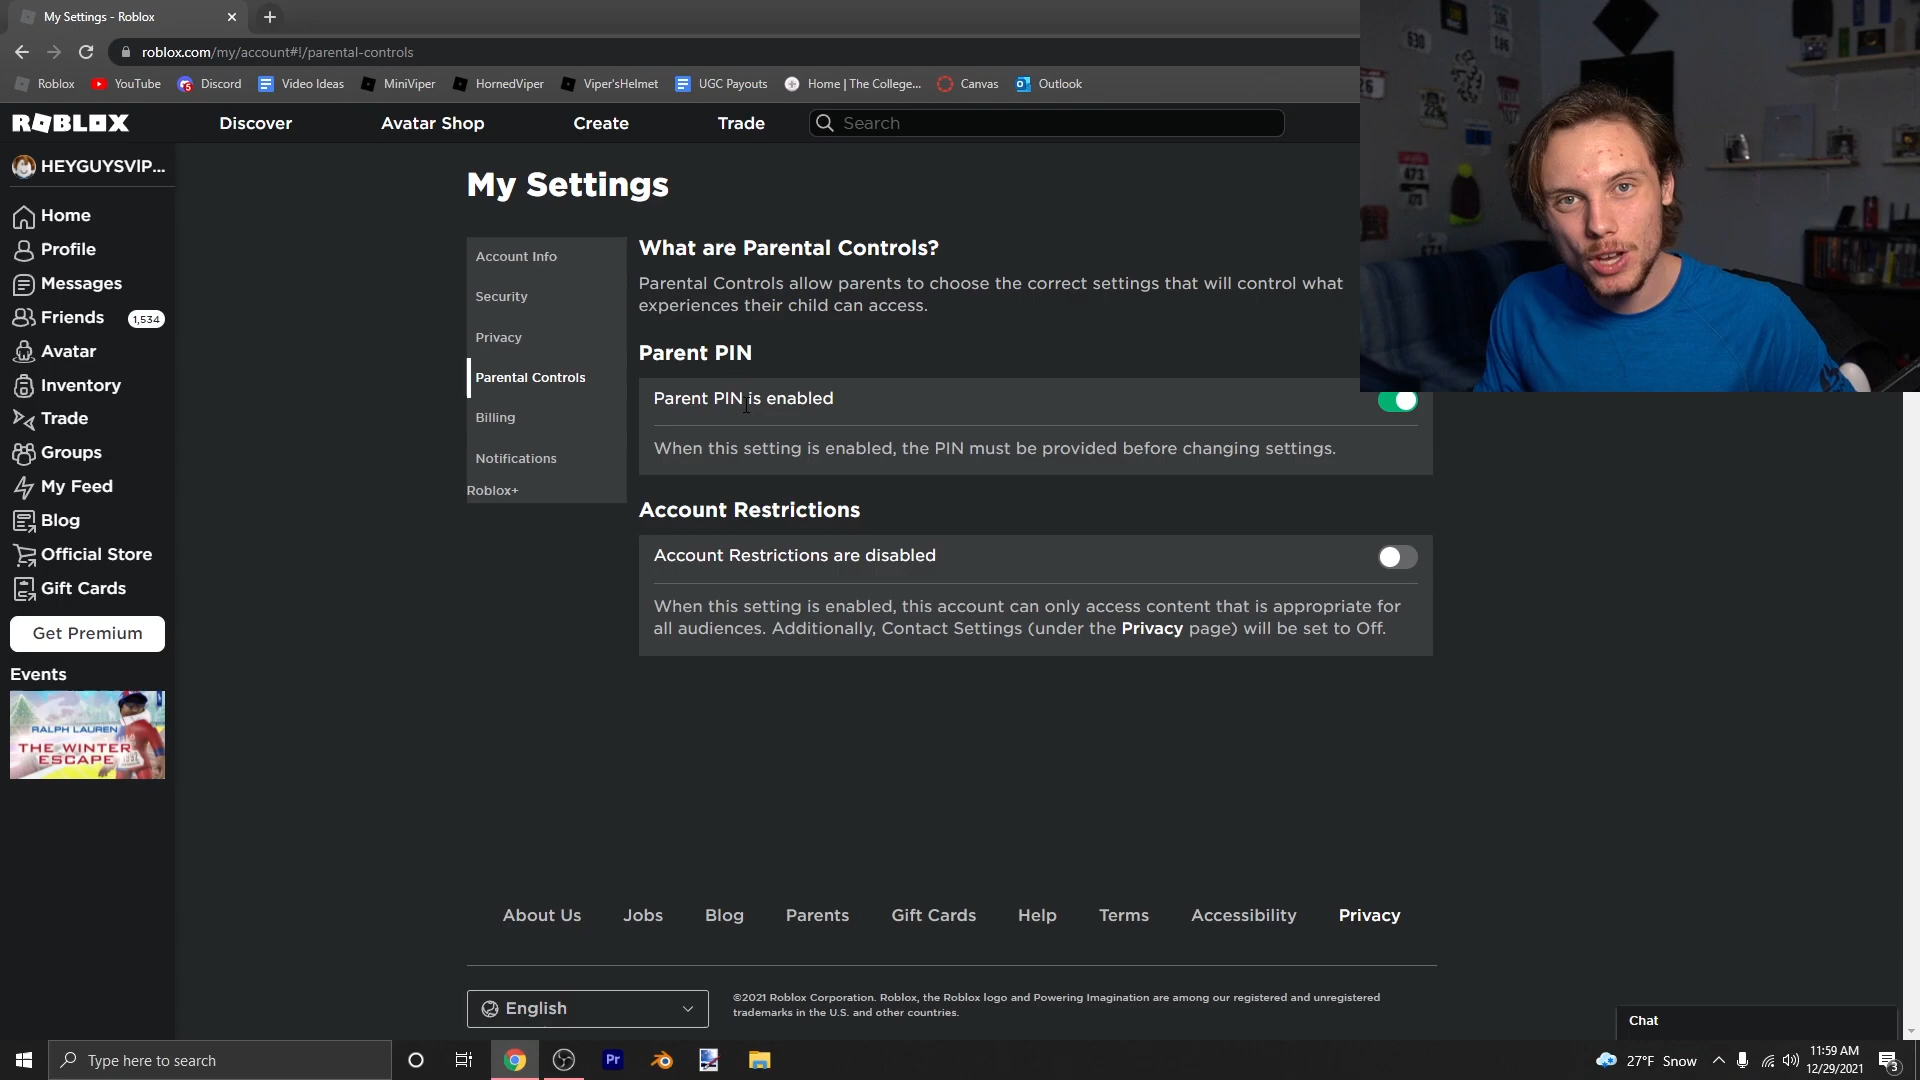 My Settings - Roblox
roblox.com/my/account#!/parental-controls
Roblox YouTube Discord Video Ideas MiniViper HornedViper Viper'sHelmet UGC Payouts Home | The College... Canvas Outlook
ROBLOX Discover Avatar Shop Create Trade Search
HEYGUYSVIP...
Home
Profile
Messages
Friends 1,534
Avatar
Inventory
Trade
Groups
My Feed
Blog
Official Store
Gift Cards
Get Premium
Events
RALPH LAUREN
THE WINTER
ESCAPE
My Settings
Account Info
Security
Privacy
Parental Controls
Billing
Notifications
Roblox+
What are Parental Controls?
Parental Controls allow parents to choose the correct settings that will control what
experiences their child can access.
Parent PIN
Parent PIN is enabled
When this setting is enabled, the PIN must be provided before changing settings.
Account Restrictions
Account Restrictions are disabled
When this setting is enabled, this account can only access content that is appropriate for
all audiences. Additionally, Contact Settings (under the Privacy page) will be set to Off.
About Us Jobs Blog Parents Gift Cards Help Terms Accessibility Privacy
English
©2021 Roblox Corporation. Roblox, the Roblox logo and Powering Imagination are among our registered and unregistered
trademarks in the U.S. and other countries.
Chat
Type here to search
Pr
27°F Snow
11:59 AM
12/29/2021
3